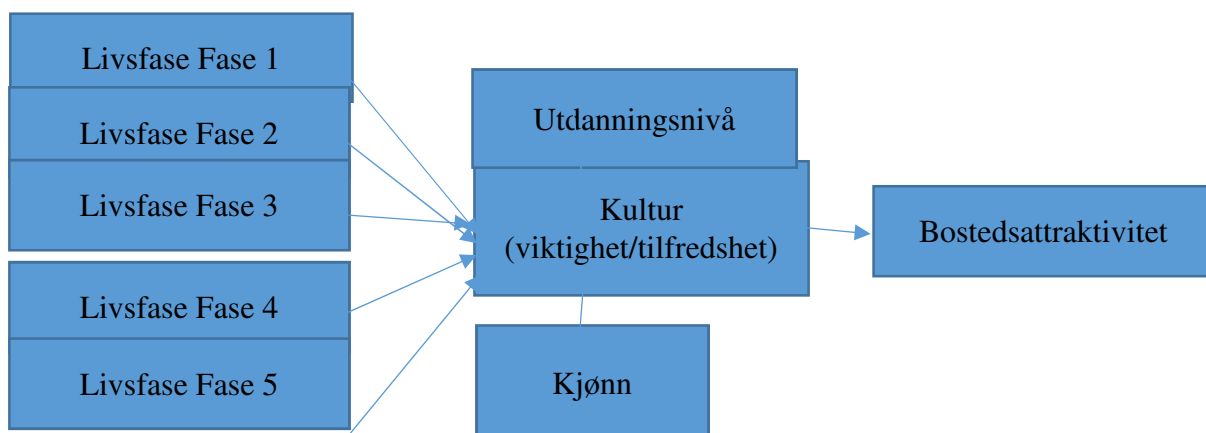 Livsfase Fase 1
Livsfase Fase 2
Livsfase Fase 3
Livsfase Fase 4
Livsfase Fase 5
Utdanningsnivå
Kultur
(viktighet/tilfredshet)
Kjønn
Bostedsattraktivitet